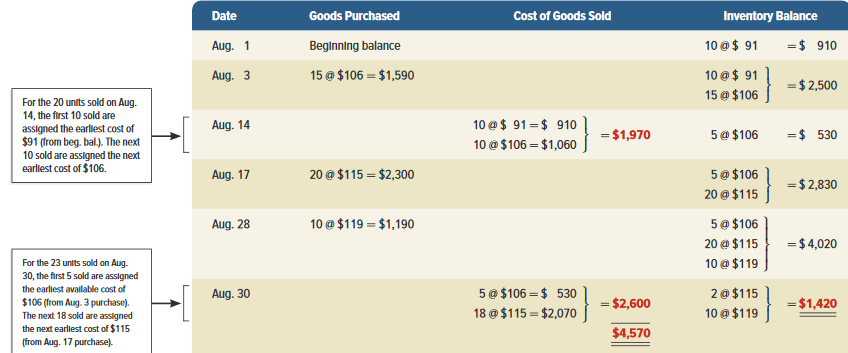 Date Goods Purchased Cost of Goods Sold Inventory Balance
Aug. 1 Beginning balance 10 @ $ 91 = $ 910
Aug. 3 15 @ $106 = $1,590 10 @ $ 91
15 @ $106 = $ 2,500
For the 20 units sold on Aug.
14, the first 10 sold are
assigned the earliest cost of
$91 (from beg. bal.). The next
10 sold are assigned the next
earliest cost of $106.
Aug. 14 10 @ $ 91 = $ 910
10 @ $106 = $1,060 = $1,970 5 @ $106 = $ 530
Aug. 17 20 @ $115 = $2,300 5 @ $106
20 @ $115 = $ 2,830
Aug. 28 10 @ $119 = $1,190 5 @ $106
20 @ $115 = $ 4,020
10 @ $119
For the 23 units sold on Aug.
30, the first 5 sold are assigned
the earliest available cost of
$106 (from Aug. 3 purchase).
The next 18 sold are assigned
the next earliest cost of $115
(from Aug. 17 purchase).
Aug. 30 5 @ $106 = $ 530 2 @ $115
18 @ $115 = $2,070 = $2,600 10 @ $119 = $1,420
$4,570